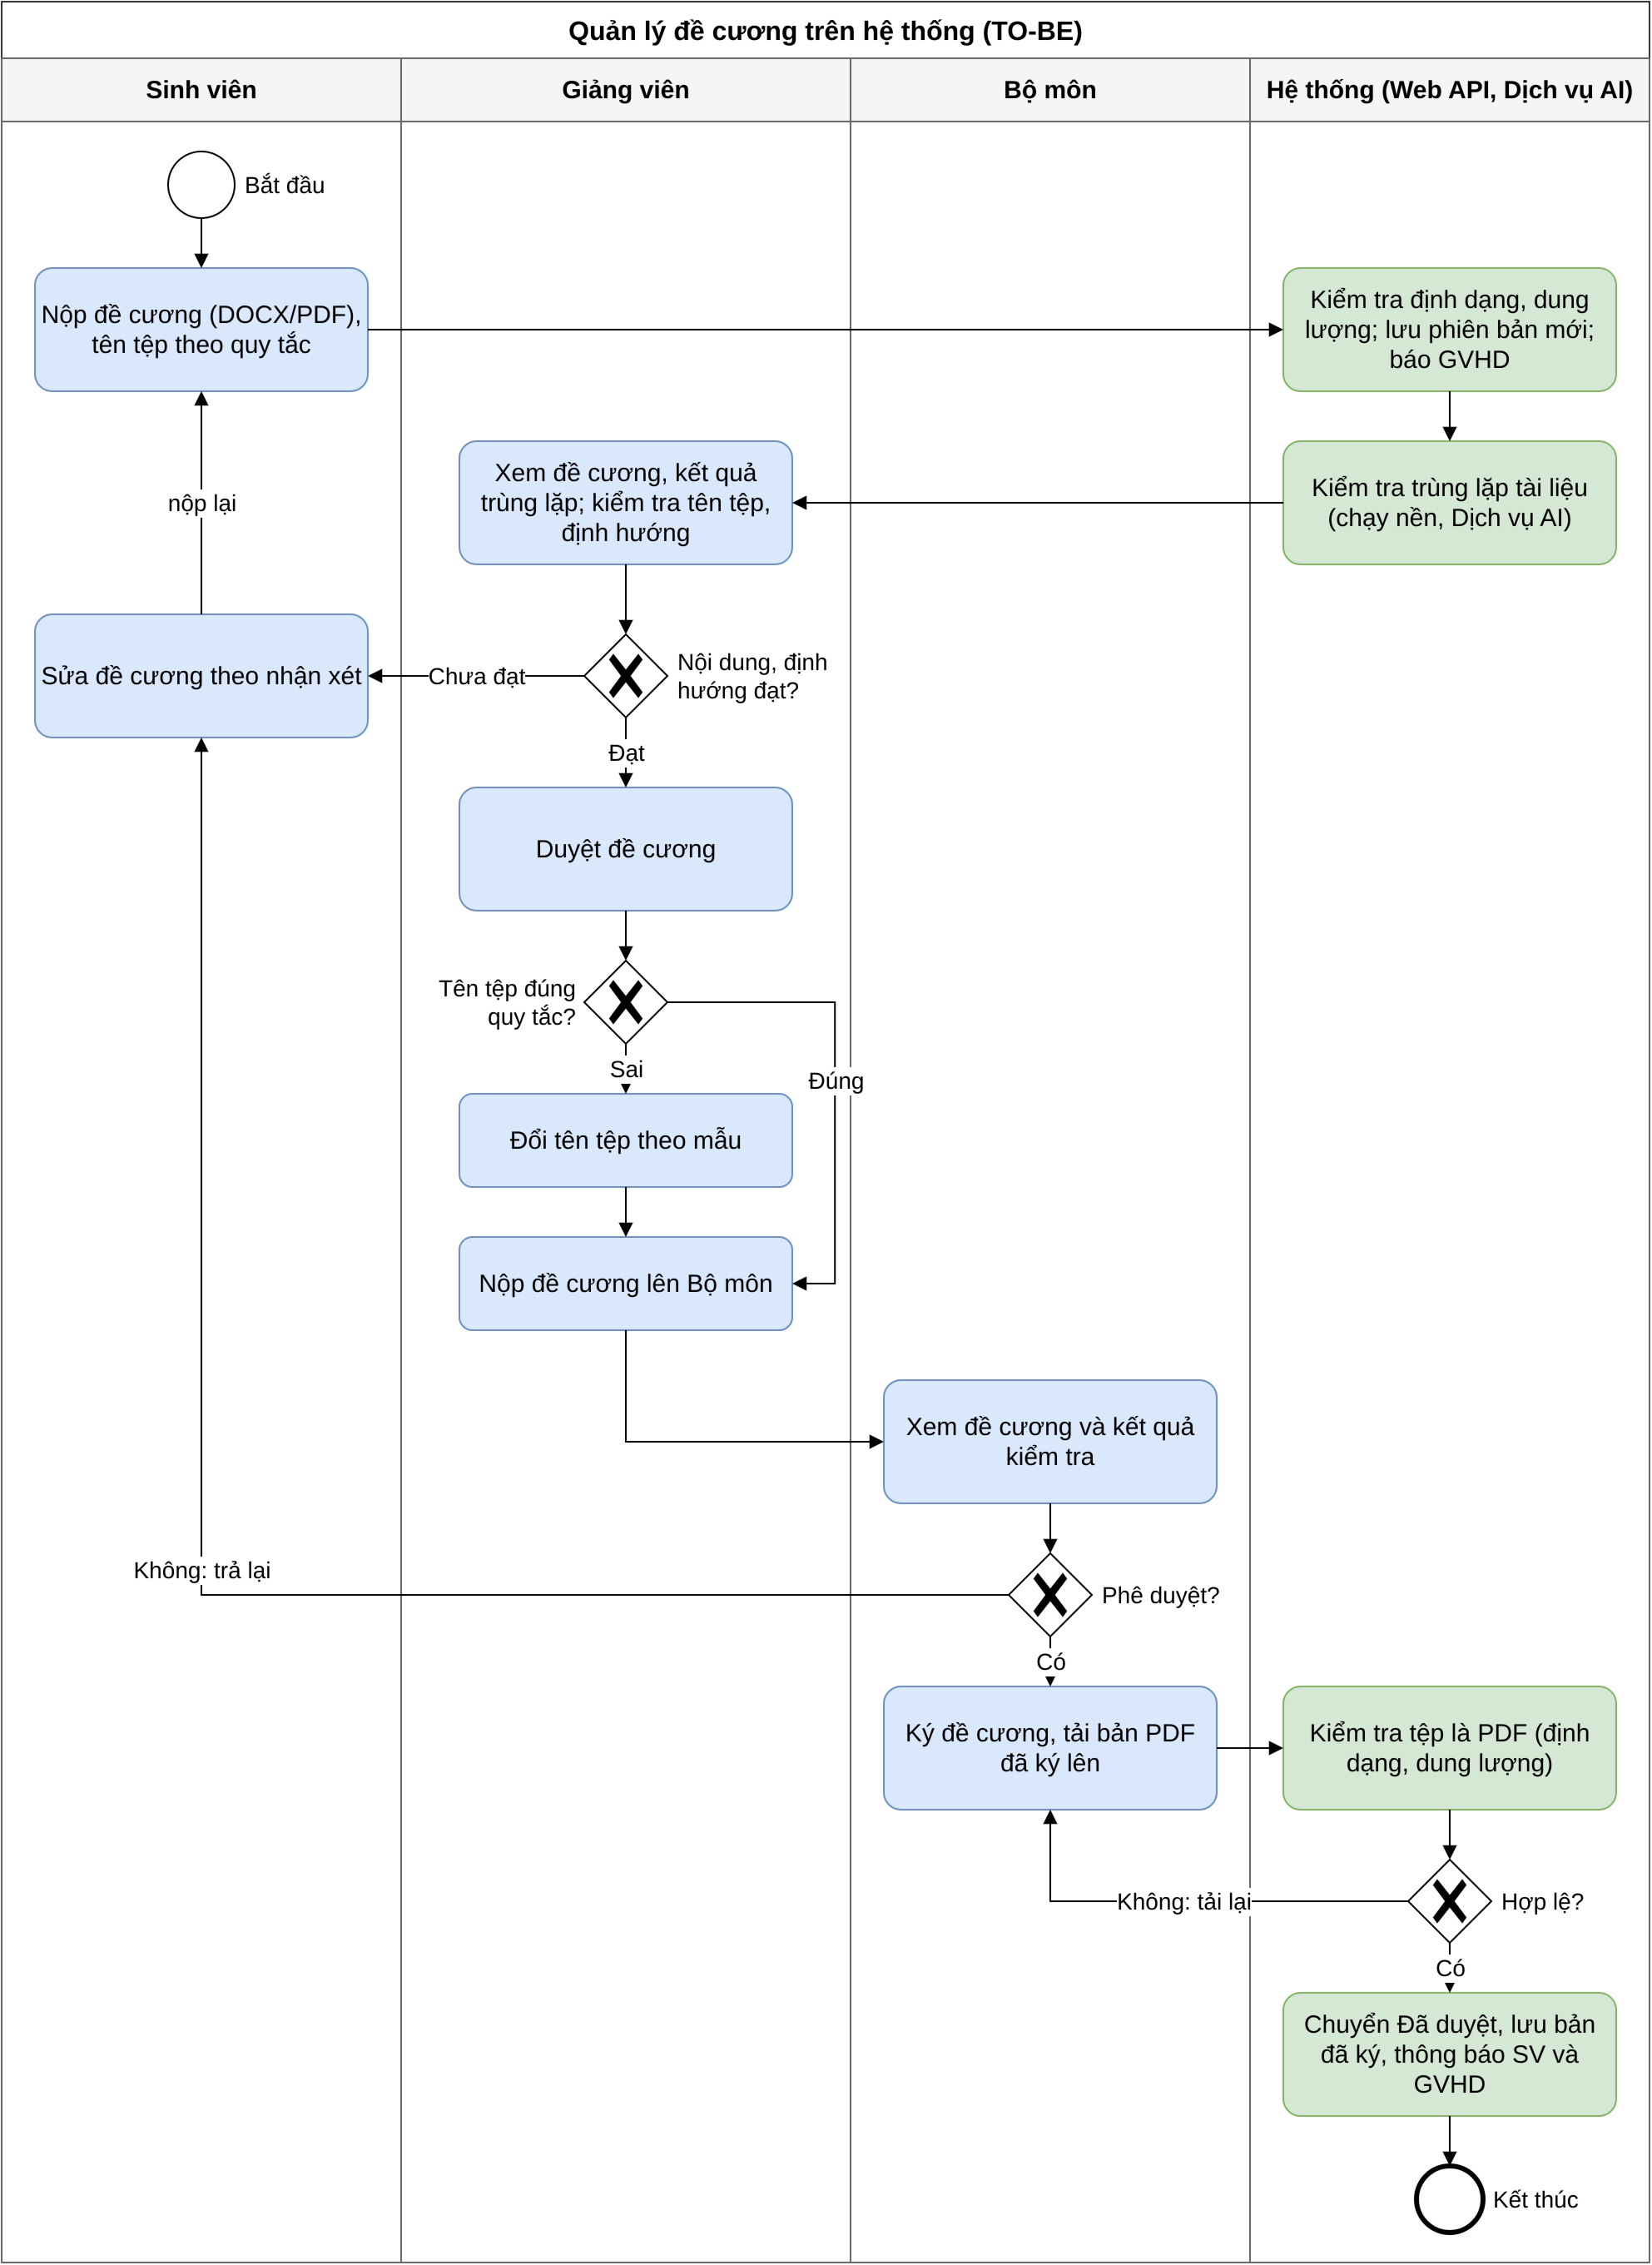 Quản lý đề cương trên hệ thống (TO-BE)
Sinh viên
Giảng viên
Bộ môn
Hệ thống (Web API, Dịch vụ AI)
Bắt đầu
Nộp đề cương (DOCX/PDF),
tên tệp theo quy tắc
Kiểm tra định dạng, dung
lượng; lưu phiên bản mới;
báo GVHD
nộp lại
Xem đề cương, kết quả
trùng lặp; kiểm tra tên tệp,
định hướng
Kiểm tra trùng lặp tài liệu
(chạy nền, Dịch vụ AI)
Sửa đề cương theo nhận xét
Chưa đạt
Nội dung, định
hướng đạt?
Đạt
Duyệt đề cương
Tên tệp đúng
quy tắc?
Sai
Đúng
Đổi tên tệp theo mẫu
Nộp đề cương lên Bộ môn
Xem đề cương và kết quả
kiểm tra
Không: trả lại
Phê duyệt?
Có
Ký đề cương, tải bản PDF
đã ký lên
Kiểm tra tệp là PDF (định
dạng, dung lượng)
Không: tải lại
Hợp lệ?
Có
Chuyển Đã duyệt, lưu bản
đã ký, thông báo SV và
GVHD
Kết thúc